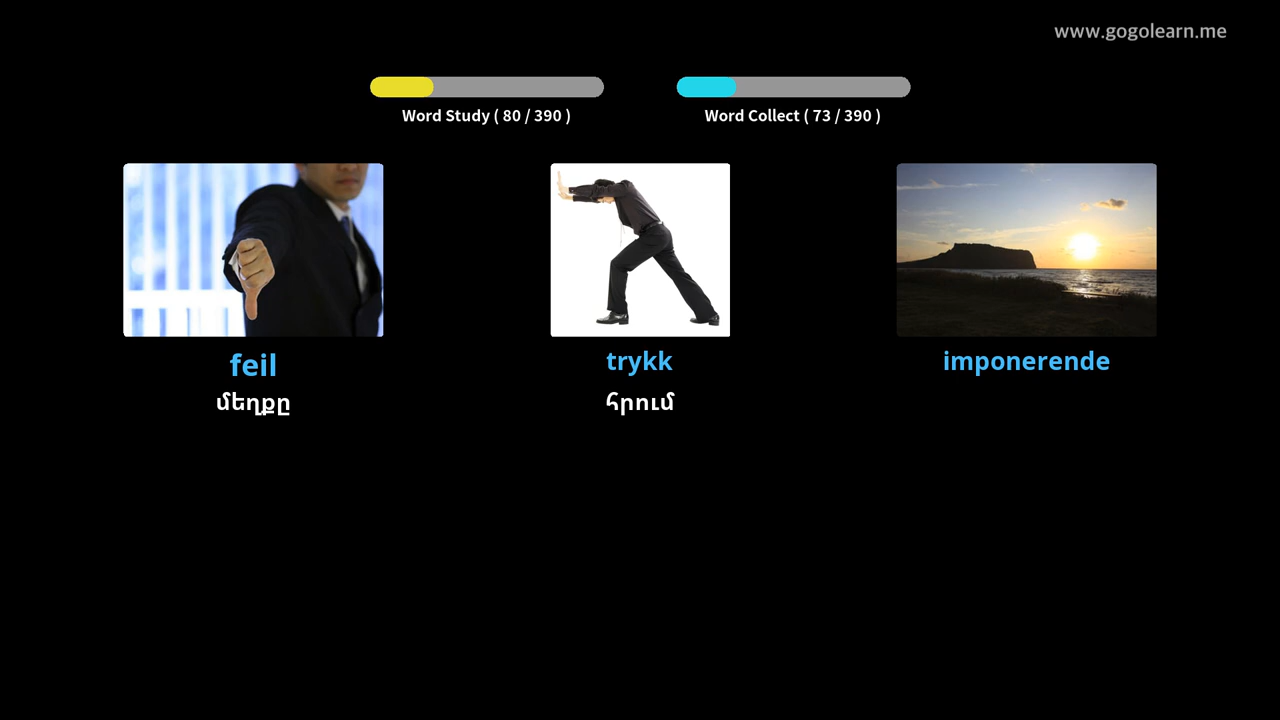 www.gogolearn.me
Word Study ( 80 / 390 )
Word Collect ( 73 / 390 )
feil
trykk
imponerende
մեղքը
հրում